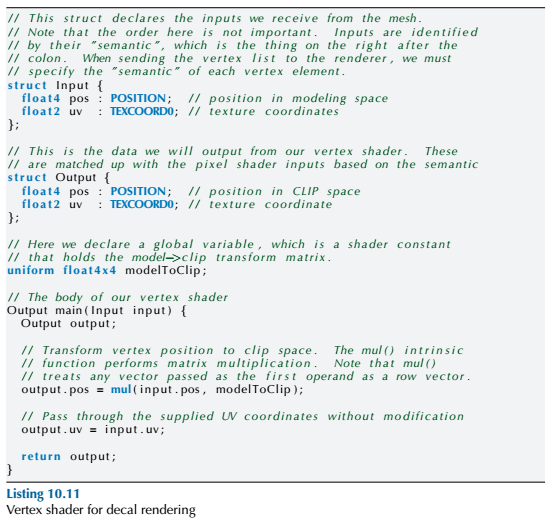 // This struct declares the inputs we receive from the mesh.
// Note that the order here is not important. Inputs are identified
// by their "semantic", which is the thing on the right after the
// colon. When sending the vertex list to the renderer, we must
// specify the "semantic" of each vertex element.
struct Input {
float4 pos : POSITION; // position in modeling space
float2 uv : TEXCOORD0; // texture coordinates
};
// This is the data we will output from our vertex shader. These
// are matched up with the pixel shader inputs based on the semantic
struct Output {
float4 pos : POSITION; // position in CLIP space
float2 uv : TEXCOORD0; // texture coordinate
};
// Here we declare a global variable, which is a shader constant
// that holds the model->clip transform matrix.
uniform float4x4 modelToClip;
// The body of our vertex shader
Output main(Input input) {
Output output;
// Transform vertex position to clip space. The mul() intrinsic
// function performs matrix multiplication. Note that mul()
// treats any vector passed as the first operand as a row vector.
output.pos = mul(input.pos, modelToClip);
// Pass through the supplied UV coordinates without modification
output.uv = input.uv;
return output;
}
Listing 10.11
Vertex shader for decal rendering